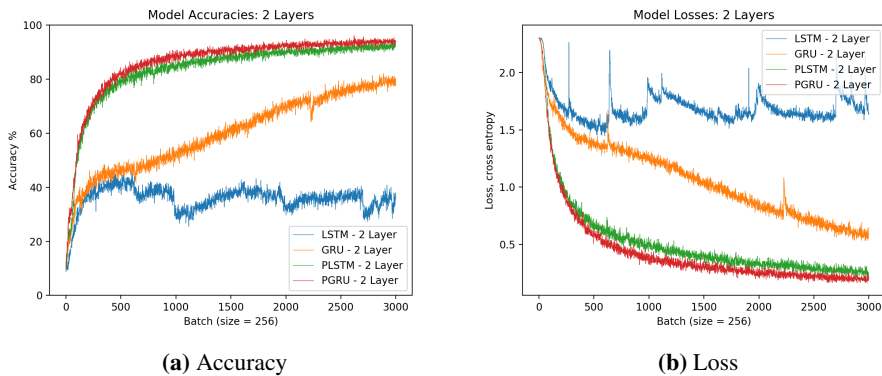 Model Accuracies: 2 Layers
100
80
60
40
20
0
Accuracy %
LSTM - 2 Layer
GRU - 2 Layer
PLSTM - 2 Layer
PGRU - 2 Layer
0 500 1000 1500 2000 2500 3000
Batch (size = 256)
(a) Accuracy
Model Losses: 2 Layers
LSTM - 2 Layer
GRU - 2 Layer
PLSTM - 2 Layer
PGRU - 2 Layer
2.0
1.5
1.0
0.5
Loss, cross entropy
0 500 1000 1500 2000 2500 3000
Batch (size = 256)
(b) Loss